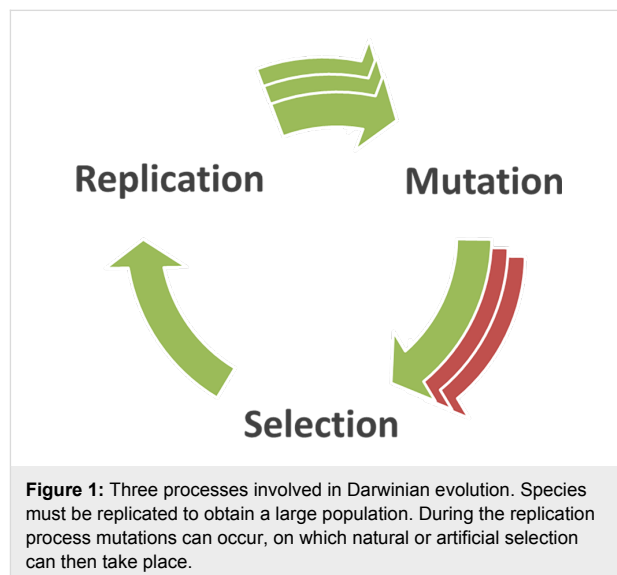 Replication
Mutation
Selection
Figure 1: Three processes involved in Darwinian evolution. Species
must be replicated to obtain a large population. During the replication
process mutations can occur, on which natural or artificial selection
can then take place.